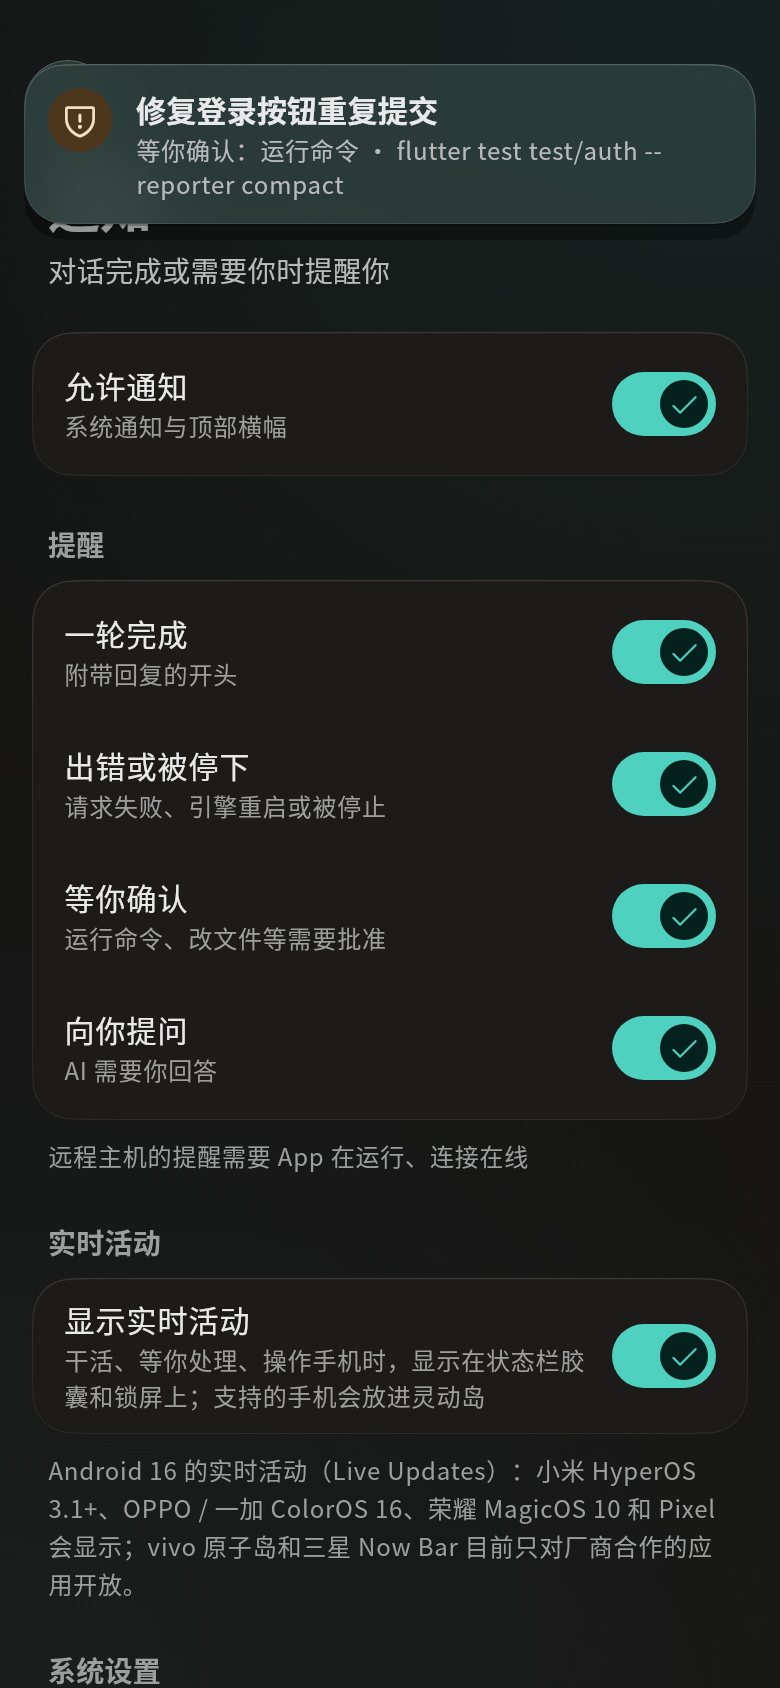 修复登录按钮重复提交
等你确认：运行命令 · flutter test test/auth --
reporter compact
对话完成或需要你时提醒你
允许通知
系统通知与顶部横幅
提醒
一轮完成
附带回复的开头
出错或被停下
请求失败、引擎重启或被停止
等你确认
运行命令、改文件等需要批准
向你提问
AI 需要你回答
远程主机的提醒需要 App 在运行、连接在线
实时活动
显示实时活动
干活、等你处理、操作手机时，显示在状态栏胶
囊和锁屏上；支持的手机会放进灵动岛
Android 16 的实时活动（Live Updates）：小米 HyperOS
3.1+、OPPO / 一加 ColorOS 16、荣耀 MagicOS 10 和 Pixel
会显示；vivo 原子岛和三星 Now Bar 目前只对厂商合作的应
用开放。
系统设置